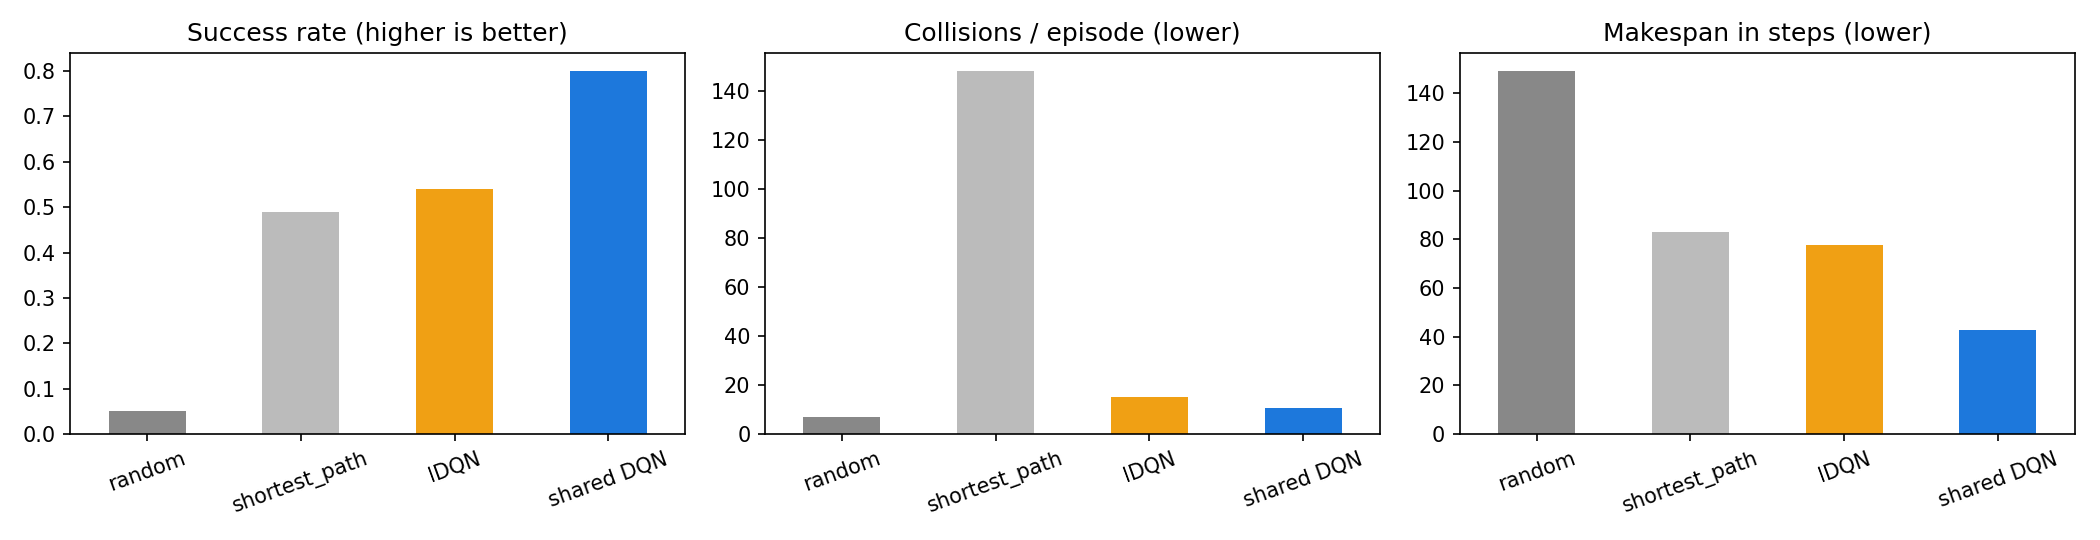 Success rate (higher is better)
0.8
0.7
0.6
0.5
0.4
0.3
0.2
0.1
0.0
random
shortest_path
IDQN
shared DQN
Collisions / episode (lower)
140
120
100
80
60
40
20
0
random
shortest_path
IDQN
shared DQN
Makespan in steps (lower)
140
120
100
80
60
40
20
0
random
shortest_path
IDQN
shared DQN